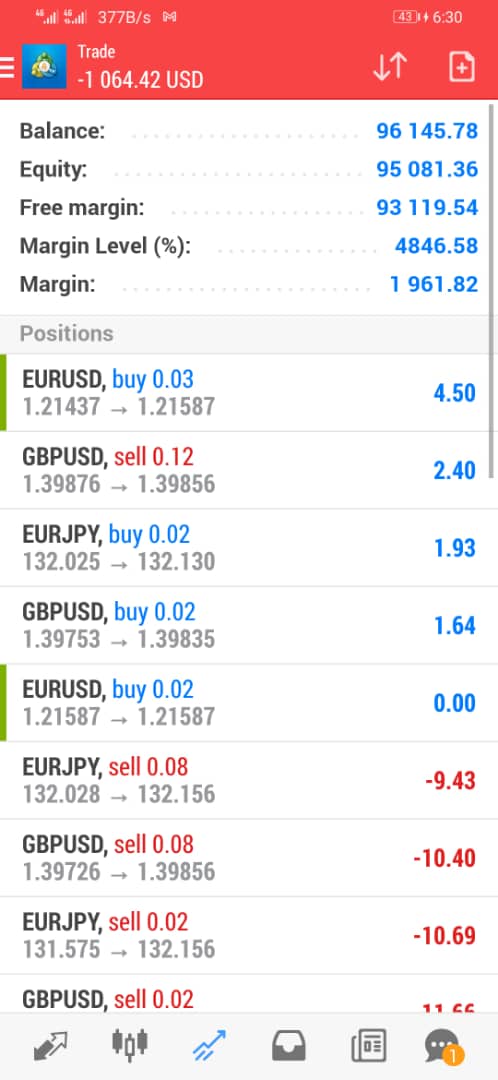 4G 4G 377B/s 43 6:30
Trade
-1 064.42 USD
Balance: 96 145.78
Equity: 95 081.36
Free margin: 93 119.54
Margin Level (%): 4846.58
Margin: 1 961.82
Positions
EURUSD, buy 0.03
1.21437 → 1.21587 4.50
GBPUSD, sell 0.12
1.39876 → 1.39856 2.40
EURJPY, buy 0.02
132.025 → 132.130 1.93
GBPUSD, buy 0.02
1.39753 → 1.39835 1.64
EURUSD, buy 0.02
1.21587 → 1.21587 0.00
EURJPY, sell 0.08
132.028 → 132.156 -9.43
GBPUSD, sell 0.08
1.39726 → 1.39856 -10.40
EURJPY, sell 0.02
131.575 → 132.156 -10.69
GBPUSD, sell 0.02
1